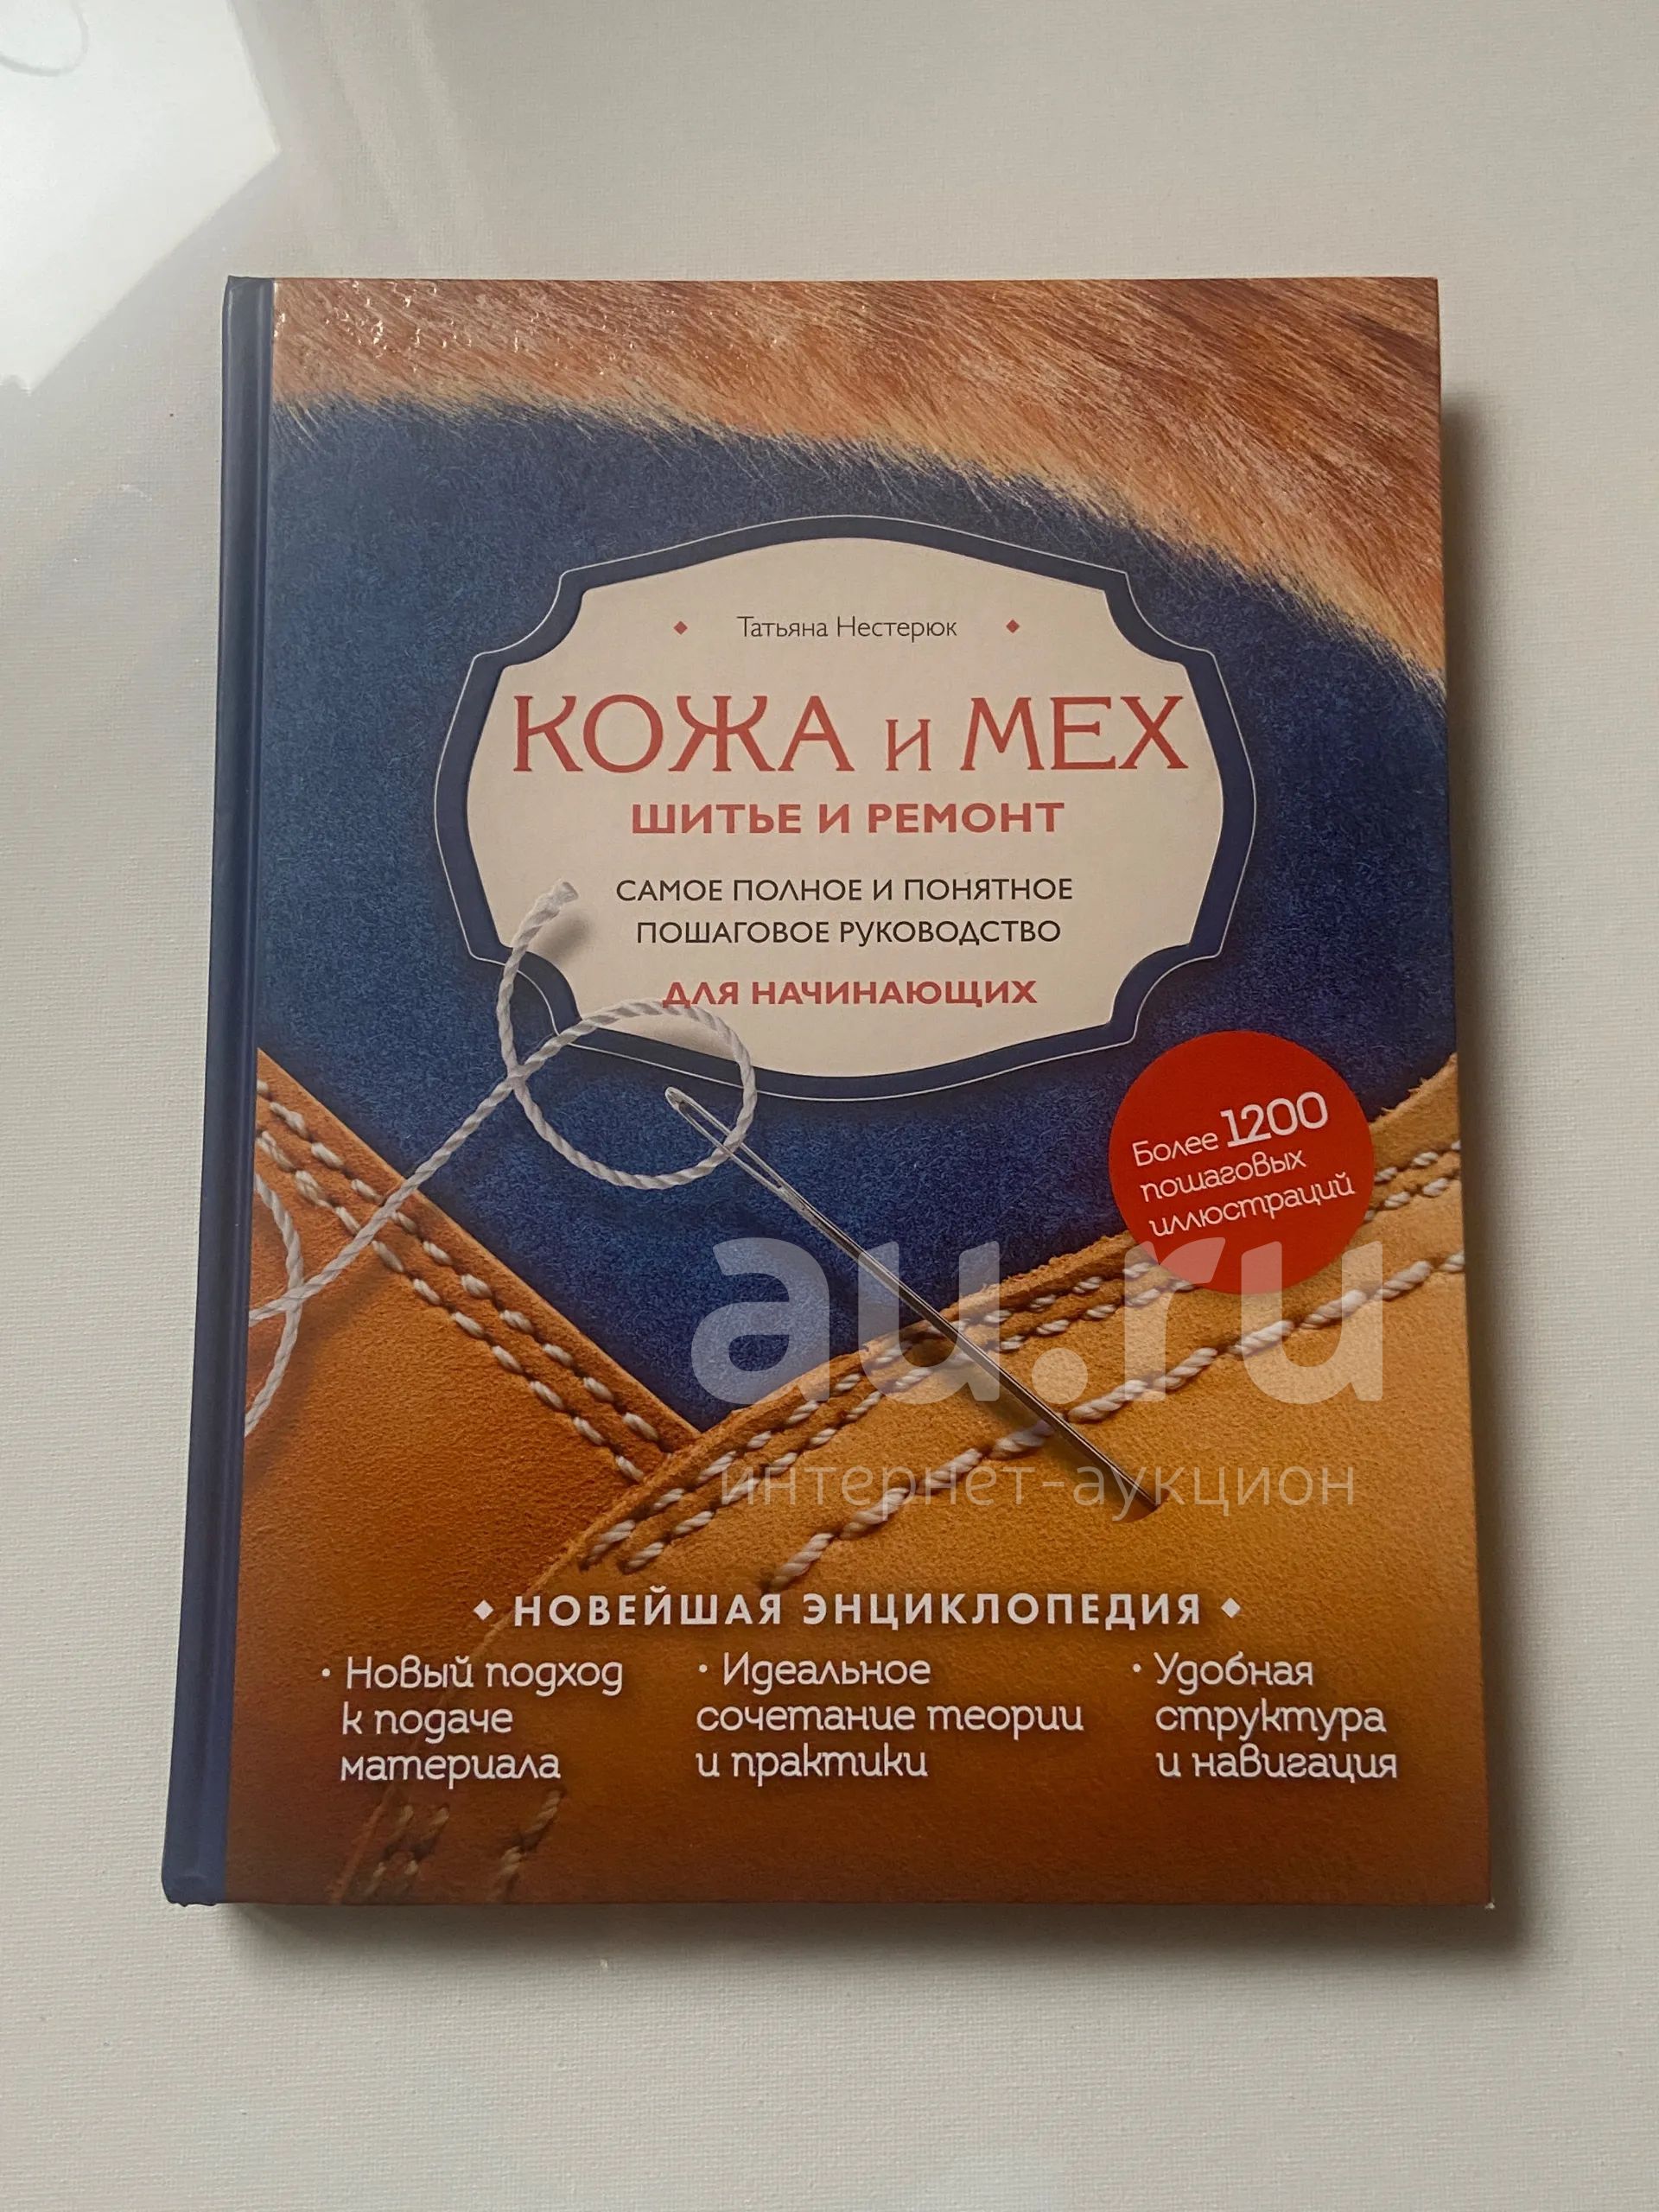 Татьяна Нестерюк
КОЖА и МЕХ
ШИТЬЕ И РЕМОНТ
САМОЕ ПОЛНОЕ И ПОНЯТНОЕ
ПОШАГОВОЕ РУКОВОДСТВО
ДЛЯ НАЧИНАЮЩИХ
Более 1200
пошаговых
иллюстраций
au.ru
интернет-аукцион
НОВЕЙШАЯ ЭНЦИКЛОПЕДИЯ
• Новый подход
к подаче
материала
• Идеальное
сочетание теории
и практики
• Удобная
структура
и навигация